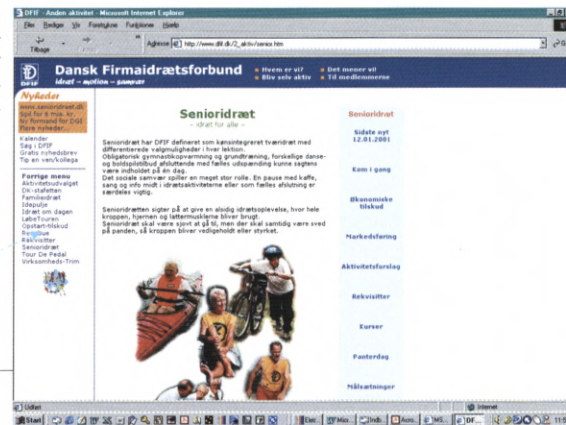 DFIF - Anden aktivitet - Microsoft Internet Explorer
Filer Rediger Vis Foretrukne Funktioner Hjælp
Tilbage
Adresse http://www.dfif.dk/2_aktiv/senior.htm
DFIF
Dansk Firmaidrætsforbund
idræt – motion – samvær
Hvem er vi?
Bliv selv aktiv
Det mener vi!
Til medlemmerne
Nyheder
www.senioridraet.dk
Spil for 6 mia. kr.
Ny formand for DGI
Flere nyheder...
Kalender
Søg i DFIF
Gratis nyhedsbrev
Tip en ven/kollega
Forrige menu
Aktivitetsudvalget
DK-stafetten
Familieidræt
Idepulje
Idræt om dagen
LøbeTouren
Opstart-tilskud
Rekvisitter
Senioridræt
Tour De Pedal
Virksomheds-Trim
Senioridræt
- idræt for alle -
Senioridræt har DFIF defineret som kønsintegreret tværidræt med
differentierede valgmuligheder i hver lektion.
Obligatorisk gymnastikopvarmning og grundtræning, forskellige danse-
og boldspilstilbud afsluttende med fælles udspænding kunne sagtens
være indholdet på én dag.
Det sociale samvær spiller en meget stor rolle. En pause med kaffe,
sang og info midt i idrætsaktiviteterne eller som fælles afslutning er
særdeles vigtig.
Senioridrætten sigter på at give en alsidig idrætsoplevelse, hvor hele
kroppen, hjernen og lattermusklerne bliver brugt.
Senioridræt skal være sjovt at gå til, men der skal samtidig være sved
på panden, så kroppen bliver vedligeholdt eller styrket.
Senioridræt
Sidste nyt
12.01.2001
Kom i gang
Økonomiske
tilskud
Markedsføring
Aktivitetsforslag
Rekvisitter
Kurser
Panterdag
Målsætninger
Udført
Internet
Start